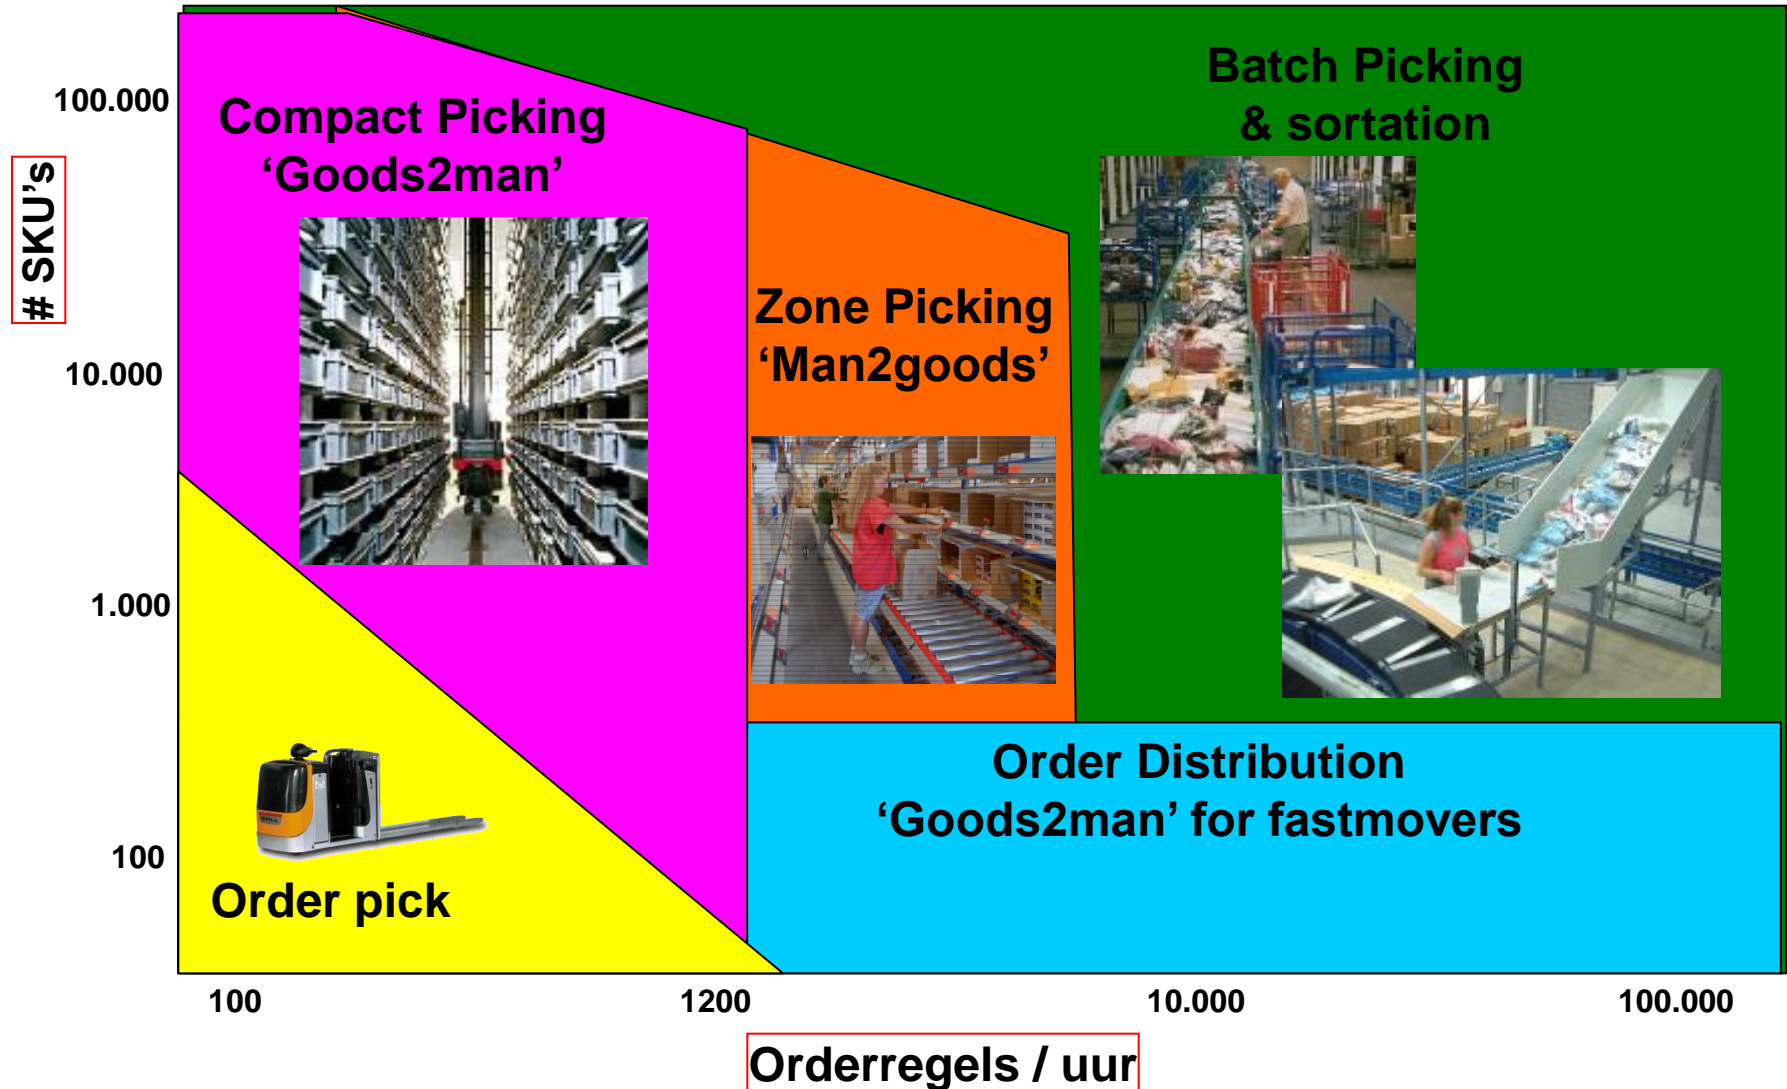 Batch Picking
& sortation
100.000
Compact Picking
‘Goods2man’
# SKU’s
Zone Picking
‘Man2goods’
10.000
1.000
Order Distribution
‘Goods2man’ for fastmovers
100
Order pick
100
1200
10.000
100.000
Orderregels / uur